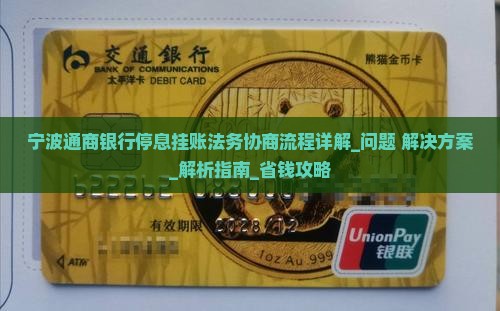 交通銀行
BANK OF COMMUNICATIONS
太平洋卡 DEBIT CARD
熊猫金币卡
宁波通商银行停息挂账法务协商流程详解_问题 解决方案
_解析指南_省钱攻略
有效期限 2028/12
1oz Au .999
ATM
UnionPay
银联